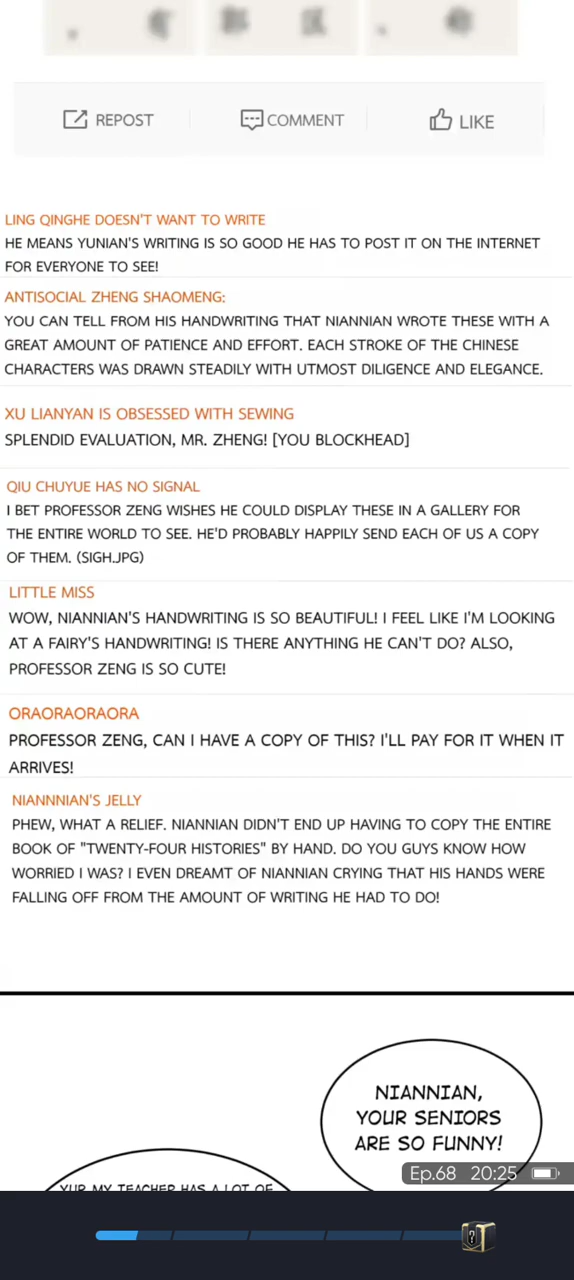 REPOST COMMENT LIKE
LING QINGHE DOESN'T WANT TO WRITE
HE MEANS YUNIAN'S WRITING IS SO GOOD HE HAS TO POST IT ON THE INTERNET
FOR EVERYONE TO SEE!
ANTISOCIAL ZHENG SHAOMENG:
YOU CAN TELL FROM HIS HANDWRITING THAT NIANNIAN WROTE THESE WITH A
GREAT AMOUNT OF PATIENCE AND EFFORT. EACH STROKE OF THE CHINESE
CHARACTERS WAS DRAWN STEADILY WITH UTMOST DILIGENCE AND ELEGANCE.
XU LIANYAN IS OBSESSED WITH SEWING
SPLENDID EVALUATION, MR. ZHENG! [YOU BLOCKHEAD]
QIU CHUYUE HAS NO SIGNAL
I BET PROFESSOR ZENG WISHES HE COULD DISPLAY THESE IN A GALLERY FOR
THE ENTIRE WORLD TO SEE. HE'D PROBABLY HAPPILY SEND EACH OF US A COPY
OF THEM. (SIGH.JPG)
LITTLE MISS
WOW, NIANNIAN'S HANDWRITING IS SO BEAUTIFUL! I FEEL LIKE I'M LOOKING
AT A FAIRY'S HANDWRITING! IS THERE ANYTHING HE CAN'T DO? ALSO,
PROFESSOR ZENG IS SO CUTE!
ORAORAORAORA
PROFESSOR ZENG, CAN I HAVE A COPY OF THIS? I'LL PAY FOR IT WHEN IT
ARRIVES!
NIANNNIAN'S JELLY
PHEW, WHAT A RELIEF. NIANNIAN DIDN'T END UP HAVING TO COPY THE ENTIRE
BOOK OF "TWENTY-FOUR HISTORIES" BY HAND. DO YOU GUYS KNOW HOW
WORRIED I WAS? I EVEN DREAMT OF NIANNIAN CRYING THAT HIS HANDS WERE
FALLING OFF FROM THE AMOUNT OF WRITING HE HAD TO DO!
NIANNIAN,
YOUR SENIORS
ARE SO FUNNY!
Ep.68 20:25
YUP, MY TEACHER HAS A LOT OF
?